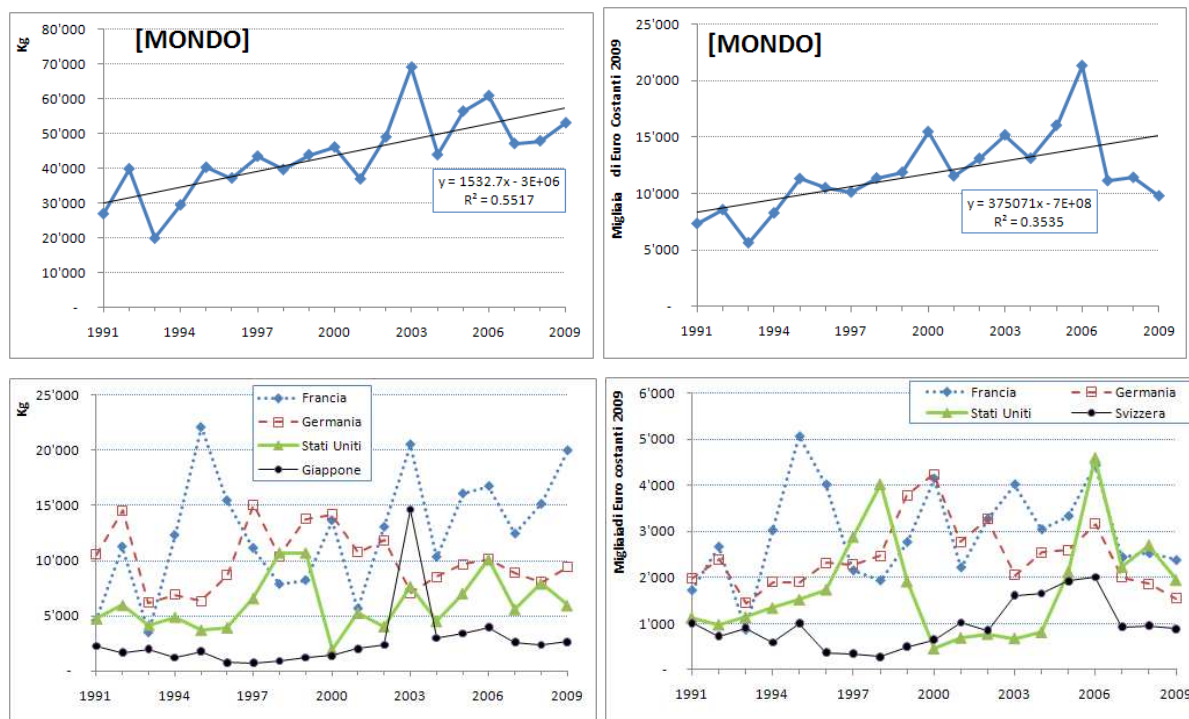 Kg
[MONDO]
80'000
70'000
60'000
50'000
40'000
30'000
20'000
10'000
-
y = 1532.7x - 3E+06
R² = 0.5517
1991 1994 1997 2000 2003 2006 2009
Migliaia di Euro Costanti 2009
[MONDO]
25'000
20'000
15'000
10'000
5'000
-
y = 375071x - 7E+08
R² = 0.3535
1991 1994 1997 2000 2003 2006 2009
Kg
25'000
20'000
15'000
10'000
5'000
-
Francia
Germania
Stati Uniti
Giappone
1991 1994 1997 2000 2003 2006 2009
Migliaiadi Euro costanti 2009
6'000
5'000
4'000
3'000
2'000
1'000
-
Francia Germania
Stati Uniti Svizzera
1991 1994 1997 2000 2003 2006 2009